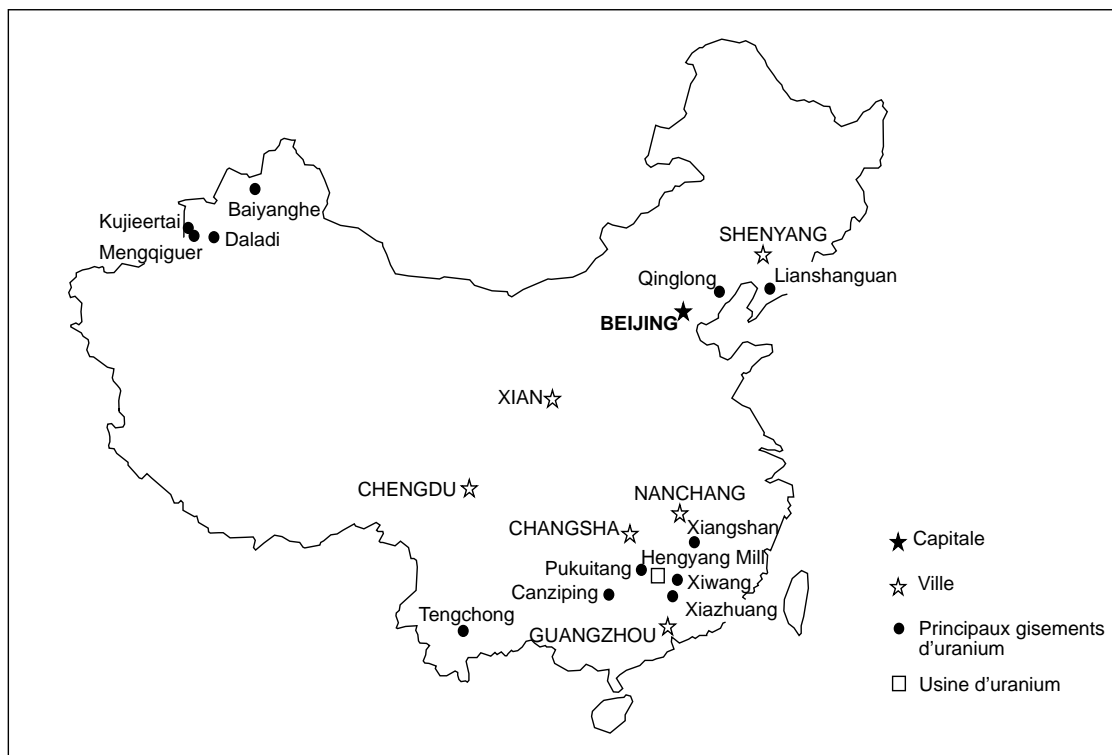 Baiyanghe
Kujieertai
Mengqiguer
Daladi
SHENYANG
Qinglong
Lianshanguan
BEIJING
XIAN
CHENGDU
NANCHANG
CHANGSHA
Xiangshan
Hengyang Mill
Pukuitang
Xiwang
Canziping
Xiazhuang
Tengchong
GUANGZHOU
Capitale
Ville
Principaux gisements
d'uranium
Usine d'uranium